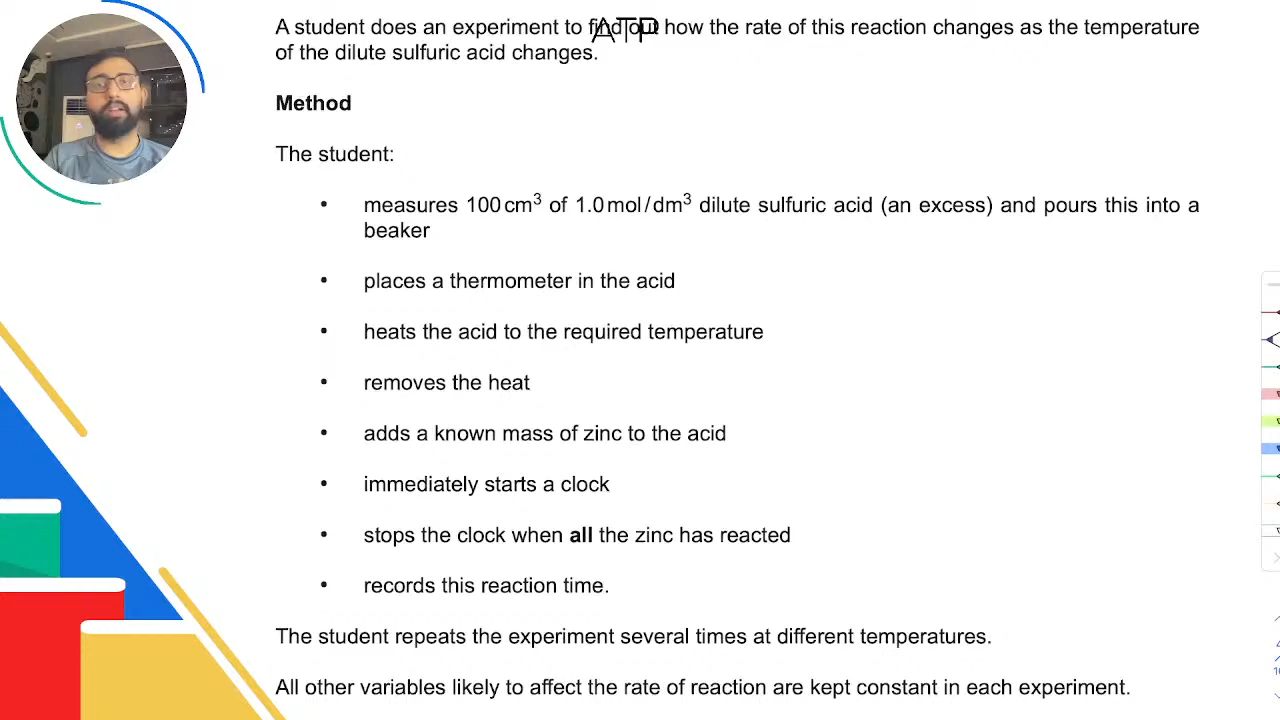 A student does an experiment to find out how the rate of this reaction changes as the temperature
ATP
of the dilute sulfuric acid changes.
Method
The student:
• measures 100 cm³ of 1.0 mol/dm³ dilute sulfuric acid (an excess) and pours this into a
beaker
• places a thermometer in the acid
• heats the acid to the required temperature
• removes the heat
• adds a known mass of zinc to the acid
• immediately starts a clock
• stops the clock when all the zinc has reacted
• records this reaction time.
The student repeats the experiment several times at different temperatures.
All other variables likely to affect the rate of reaction are kept constant in each experiment.